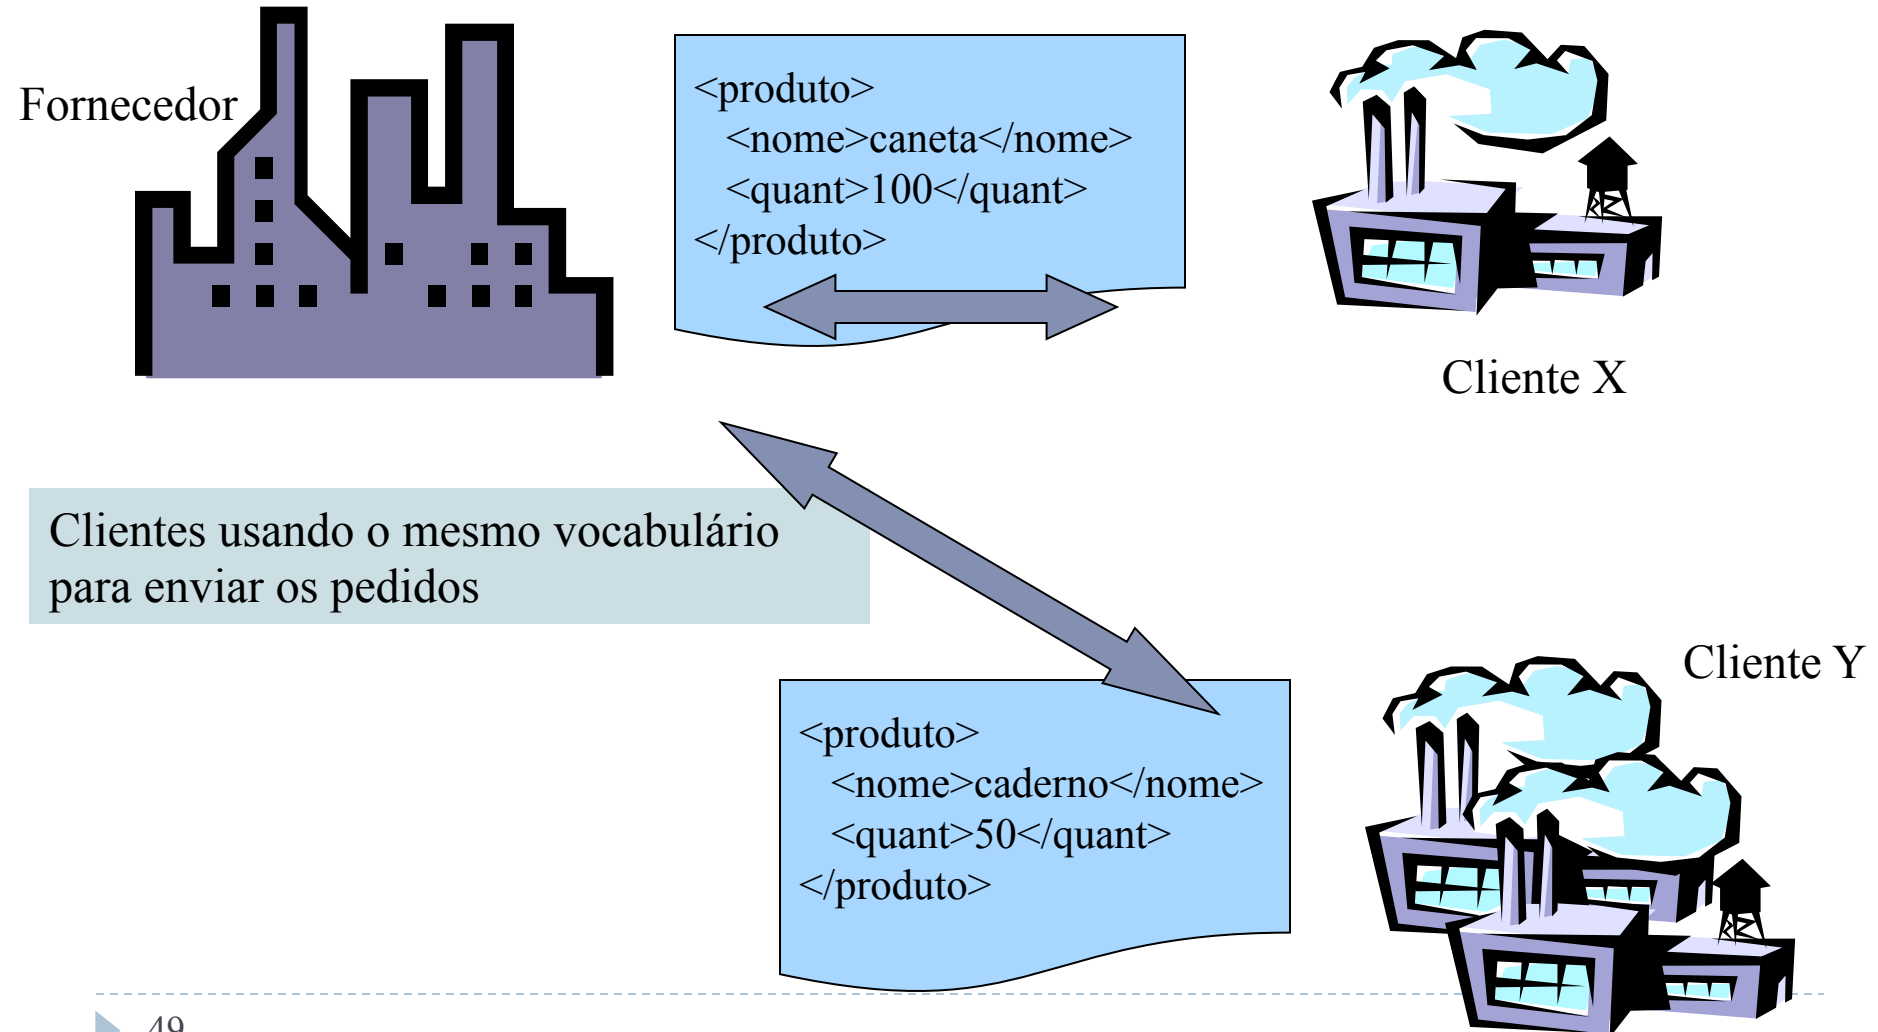 Fornecedor
<produto>
<nome>caneta</nome>
<quant>100</quant>
</produto>
Cliente X
Clientes usando o mesmo vocabulário
para enviar os pedidos
Cliente Y
<produto>
<nome>caderno</nome>
<quant>50</quant>
</produto>
49